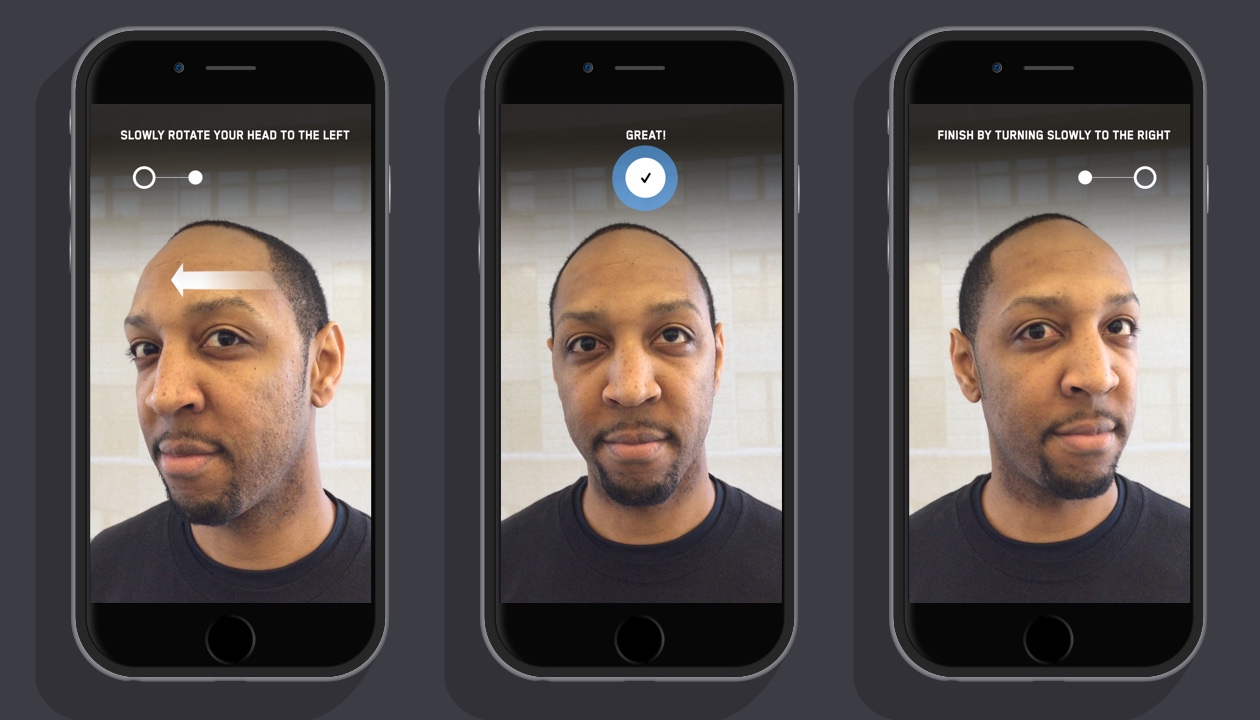 SLOWLY ROTATE YOUR HEAD TO THE LEFT
GREAT!
FINISH BY TURNING SLOWLY TO THE RIGHT